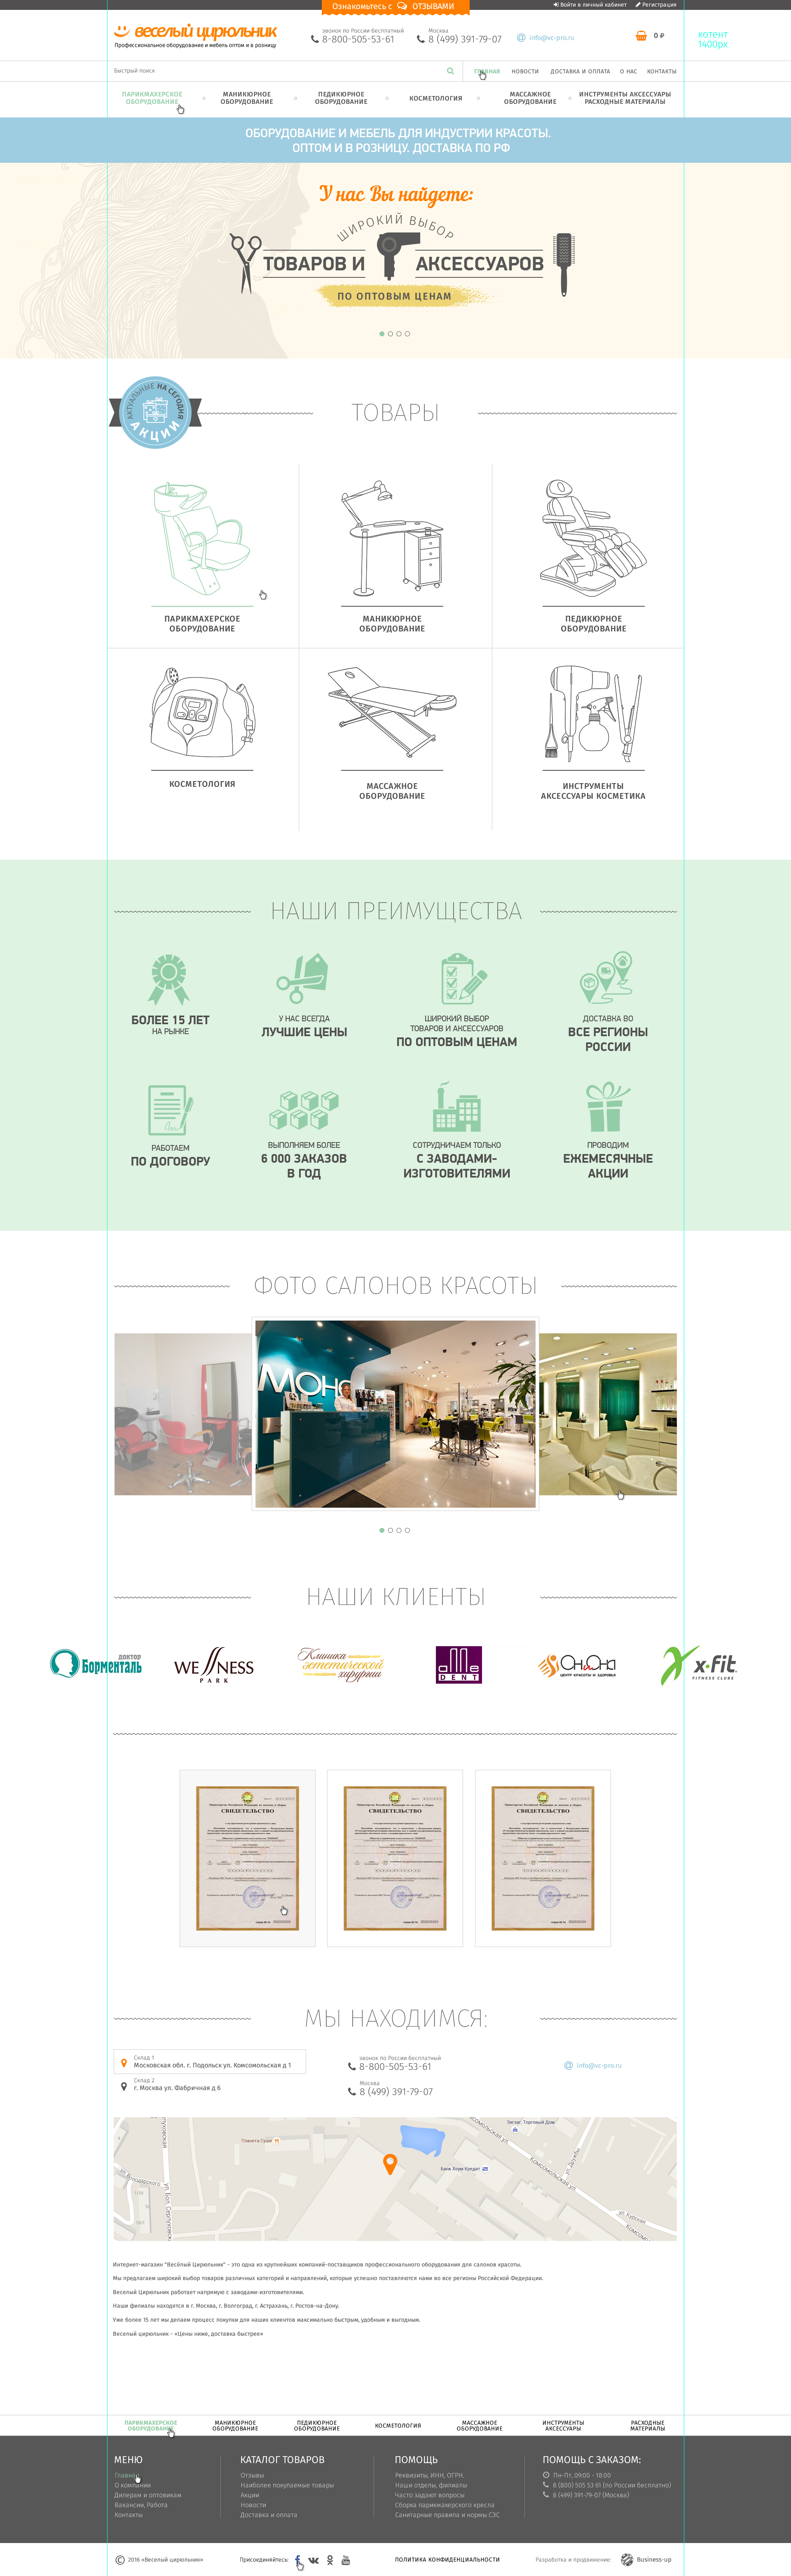 Ознакомьтесь с ОТЗЫВАМИ
Войти в личный кабинет
Регистрация
веселый цирюльник
Профессиональное оборудование и мебель оптом и в розницу
звонок по России бесплатный
8-800-505-53-61
Москва
8 (499) 391-79-07
info@vc-pro.ru
0 ₽
котент
1400px
Быстрый поиск
ГЛАВНАЯ
НОВОСТИ
ДОСТАВКА И ОПЛАТА
О НАС
КОНТАКТЫ
ПАРИКМАХЕРСКОЕ
ОБОРУДОВАНИЕ
МАНИКЮРНОЕ
ОБОРУДОВАНИЕ
ПЕДИКЮРНОЕ
ОБОРУДОВАНИЕ
КОСМЕТОЛОГИЯ
МАССАЖНОЕ
ОБОРУДОВАНИЕ
ИНСТРУМЕНТЫ АКСЕССУАРЫ
РАСХОДНЫЕ МАТЕРИАЛЫ
ОБОРУДОВАНИЕ И МЕБЕЛЬ ДЛЯ ИНДУСТРИИ КРАСОТЫ.
ОПТОМ И В РОЗНИЦУ. ДОСТАВКА ПО РФ
У нас Вы найдете:
ШИРОКИЙ ВЫБОР
ТОВАРОВ И АКСЕССУАРОВ
ПО ОПТОВЫМ ЦЕНАМ
АКТУАЛЬНЫЕ НА СЕГОДНЯ
АКЦИИ
ТОВАРЫ
ПАРИКМАХЕРСКОЕ
ОБОРУДОВАНИЕ
МАНИКЮРНОЕ
ОБОРУДОВАНИЕ
ПЕДИКЮРНОЕ
ОБОРУДОВАНИЕ
КОСМЕТОЛОГИЯ
МАССАЖНОЕ
ОБОРУДОВАНИЕ
ИНСТРУМЕНТЫ
АКСЕССУАРЫ КОСМЕТИКА
НАШИ ПРЕИМУЩЕСТВА
БОЛЕЕ 15 ЛЕТ
НА РЫНКЕ
У НАС ВСЕГДА
ЛУЧШИЕ ЦЕНЫ
ШИРОКИЙ ВЫБОР
ТОВАРОВ И АКСЕССУАРОВ
ПО ОПТОВЫМ ЦЕНАМ
ДОСТАВКА ВО
ВСЕ РЕГИОНЫ
РОССИИ
РАБОТАЕМ
ПО ДОГОВОРУ
ВЫПОЛНЯЕМ БОЛЕЕ
6 000 ЗАКАЗОВ
В ГОД
СОТРУДНИЧАЕМ ТОЛЬКО
С ЗАВОДАМИ-
ИЗГОТОВИТЕЛЯМИ
ПРОВОДИМ
ЕЖЕМЕСЯЧНЫЕ
АКЦИИ
ФОТО САЛОНОВ КРАСОТЫ
НАШИ КЛИЕНТЫ
ДОКТОР
Борменталь
WELLNESS
PARK
Клиника
эстетической
хирургии
DENT
ОН и ОНА
ЦЕНТР КРАСОТЫ И ЗДОРОВЬЯ
x-fit
FITNESS CLUBS
СВИДЕТЕЛЬСТВО
СВИДЕТЕЛЬСТВО
СВИДЕТЕЛЬСТВО
МЫ НАХОДИМСЯ:
Склад 1
Московская обл. г. Подольск ул. Комсомольская д 1
Склад 2
г. Москва ул. Фабричная д 6
звонок по России бесплатный
8-800-505-53-61
Москва
8 (499) 391-79-07
info@vc-pro.ru
Зигзаг, Торговый Дом
Планета Суши
Банк Хоум Кредит
Комсомольская ул.
ул. Дружбы
ул. Курская
Интернет-магазин "Весёлый Цирюльник" - это одна из крупнейших компаний-поставщиков профессионального оборудования для салонов красоты.
Мы предлагаем широкий выбор товаров различных категорий и направлений, которые успешно поставляются нами во все регионы Российской Федерации.
Веселый Цирюльник работает напрямую с заводами-изготовителями.
Наши филиалы находятся в г. Москва, г. Волгоград, г. Астрахань, г. Ростов-на-Дону.
Уже более 15 лет мы делаем процесс покупки для наших клиентов максимально быстрым, удобным и выгодным.
Веселый цирюльник - «Цены ниже, доставка быстрее»
ПАРИКМАХЕРСКОЕ
ОБОРУДОВАНИЕ
МАНИКЮРНОЕ
ОБОРУДОВАНИЕ
ПЕДИКЮРНОЕ
ОБОРУДОВАНИЕ
КОСМЕТОЛОГИЯ
МАССАЖНОЕ
ОБОРУДОВАНИЕ
ИНСТРУМЕНТЫ
АКСЕССУАРЫ
РАСХОДНЫЕ
МАТЕРИАЛЫ
МЕНЮ
Главная
О компании
Дилерам и оптовикам
Вакансии, Работа
Контакты
КАТАЛОГ ТОВАРОВ
Отзывы
Наиболее покупаемые товары
Акции
Новости
Доставка и оплата
ПОМОЩЬ
Реквизиты, ИНН, ОГРН.
Наши отделы, филиалы
Часто задают вопросы
Сборка парикмахерского кресла
Санитарные правила и нормы СЭС
ПОМОЩЬ С ЗАКАЗОМ:
Пн-Пт, 09:00 - 18:00
8 (800) 505 53 61 (по России бесплатно)
8 (499) 391-79-07 (Москва)
© 2016 «Веселый цирюльник»
Присоединяйтесь:
ПОЛИТИКА КОНФИДЕНЦИАЛЬНОСТИ
Разработка и продвижение:
Business-up